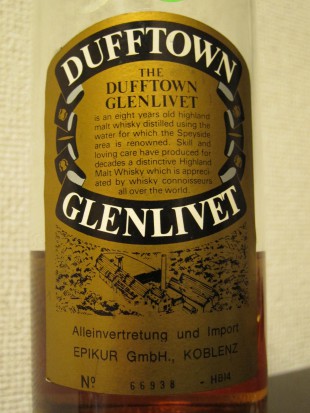 DUFFTOWN
THE
DUFFTOWN
GLENLIVET
is an eight years old highland
malt whisky distilled using the
water for which the Speyside
area is renowned. Skill and
loving care have produced for
decades a distinctive Highland
Malt Whisky which is appreci-
ated by whisky connoisseurs
all over the world.
GLENLIVET
Alleinvertretung und Import
EPIKUR GmbH., KOBLENZ
Nº 66938 - H814